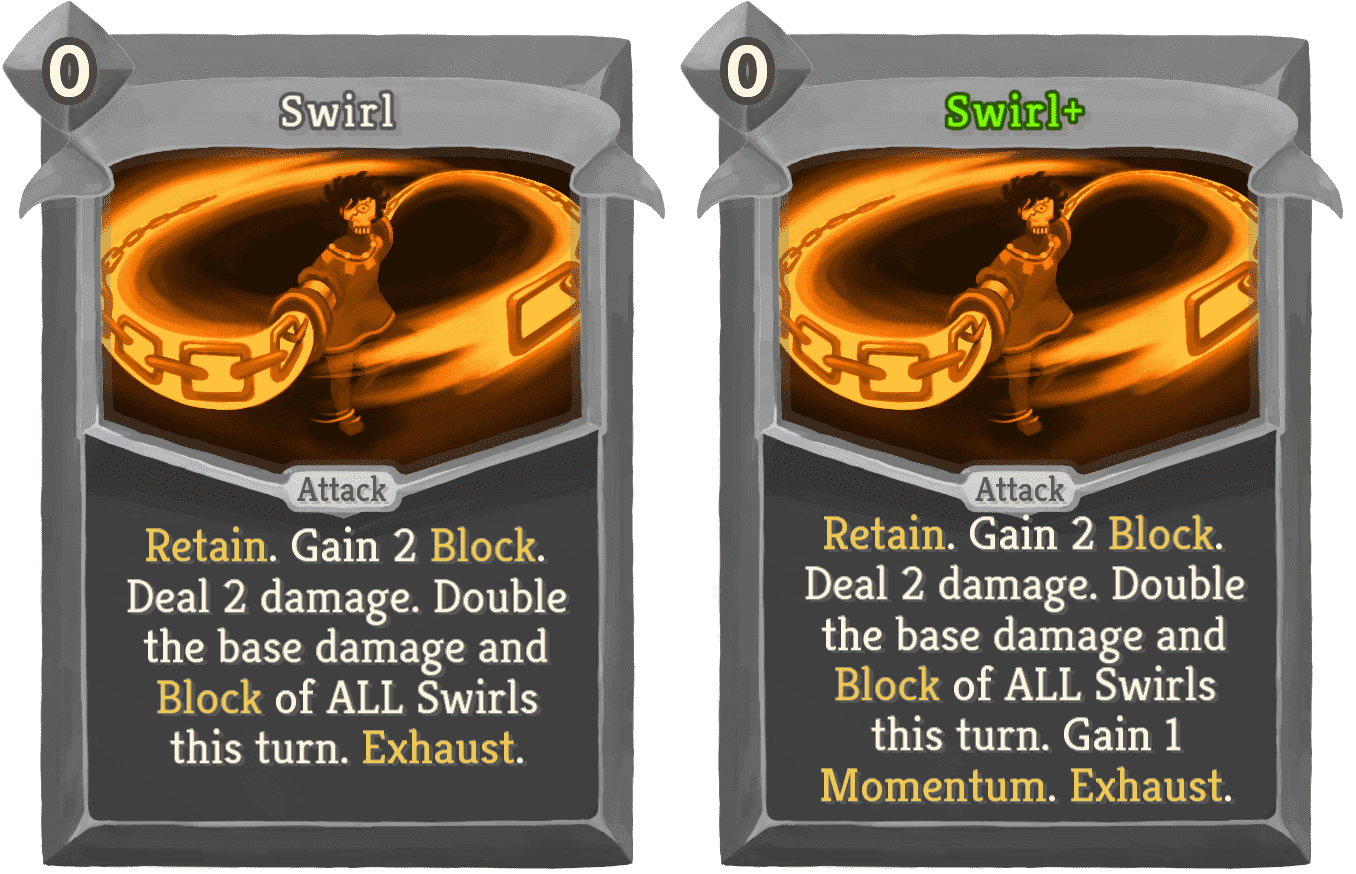 0
Swirl
Attack
Retain. Gain 2 Block.
Deal 2 damage. Double
the base damage and
Block of ALL Swirls
this turn. Exhaust.
0
Swirl+
Attack
Retain. Gain 2 Block.
Deal 2 damage. Double
the base damage and
Block of ALL Swirls
this turn. Gain 1
Momentum. Exhaust.